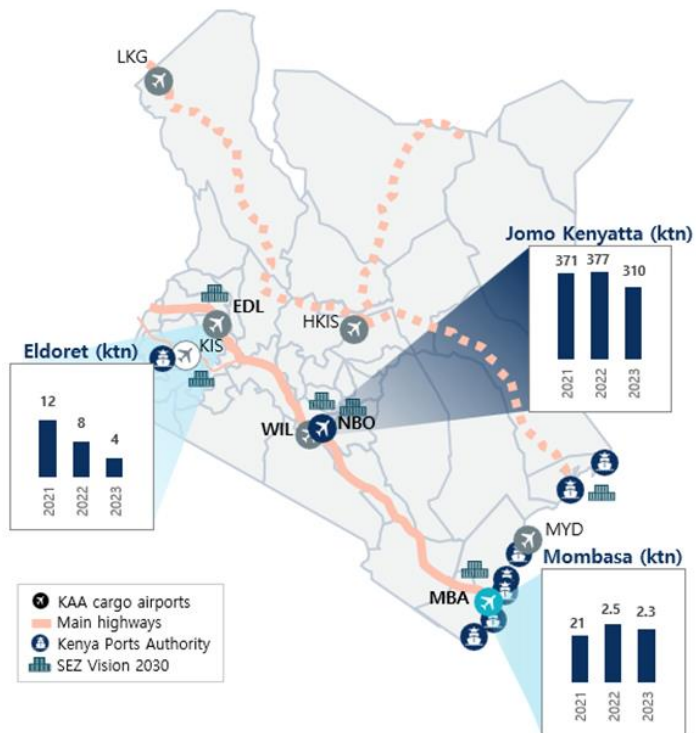 LKG
Jomo Kenyatta (ktn)
371
377
310
2021
2022
2023
EDL
HKIS
KIS
Eldoret (ktn)
12
8
4
2021
2022
2023
WIL
NBO
MYD
Mombasa (ktn)
21
2.5
2.3
2021
2022
2023
MBA
KAA cargo airports
Main highways
Kenya Ports Authority
SEZ Vision 2030